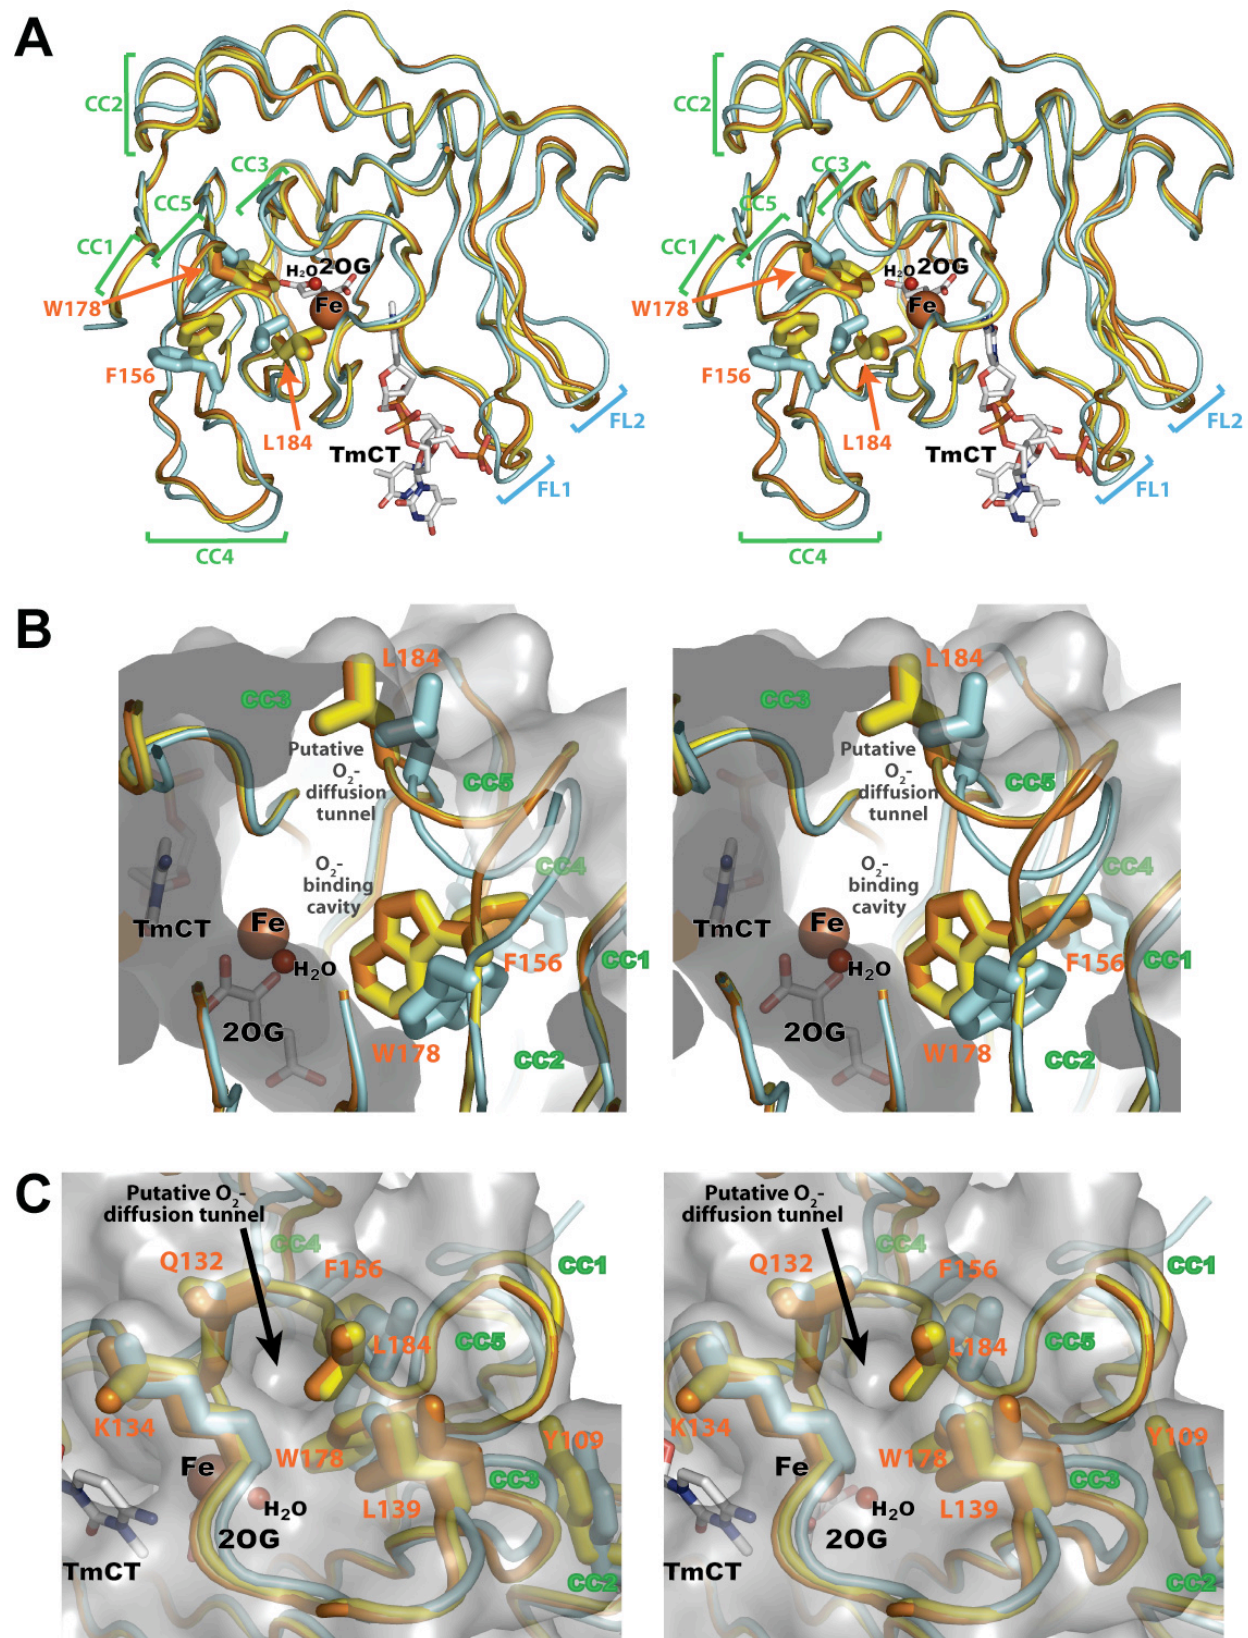 A
CC2
CC3
CC5
CC1
H2O 2OG
Fe
W178
F156
L184
TmCT
FL2
FL1
CC4
CC2
CC3
CC5
CC1
H2O 2OG
Fe
W178
F156
L184
TmCT
FL2
FL1
CC4
B
L184
CC3
Putative
O2-
diffusion
tunnel
CC5
O2-
binding
cavity
CC4
TmCT
Fe
H2O
F156
CC1
2OG
W178
CC2
L184
CC3
Putative
O2-
diffusion
tunnel
CC5
O2-
binding
cavity
CC4
TmCT
Fe
H2O
F156
CC1
2OG
W178
CC2
C
Putative O2-
diffusion tunnel
CC4
Q132
F156
CC1
L184
CC5
K134
W178
Y109
Fe
CC3
H2O
L139
2OG
TmCT
CC2
Putative O2-
diffusion tunnel
CC4
Q132
F156
CC1
L184
CC5
K134
W178
Y109
Fe
CC3
H2O
L139
2OG
TmCT
CC2